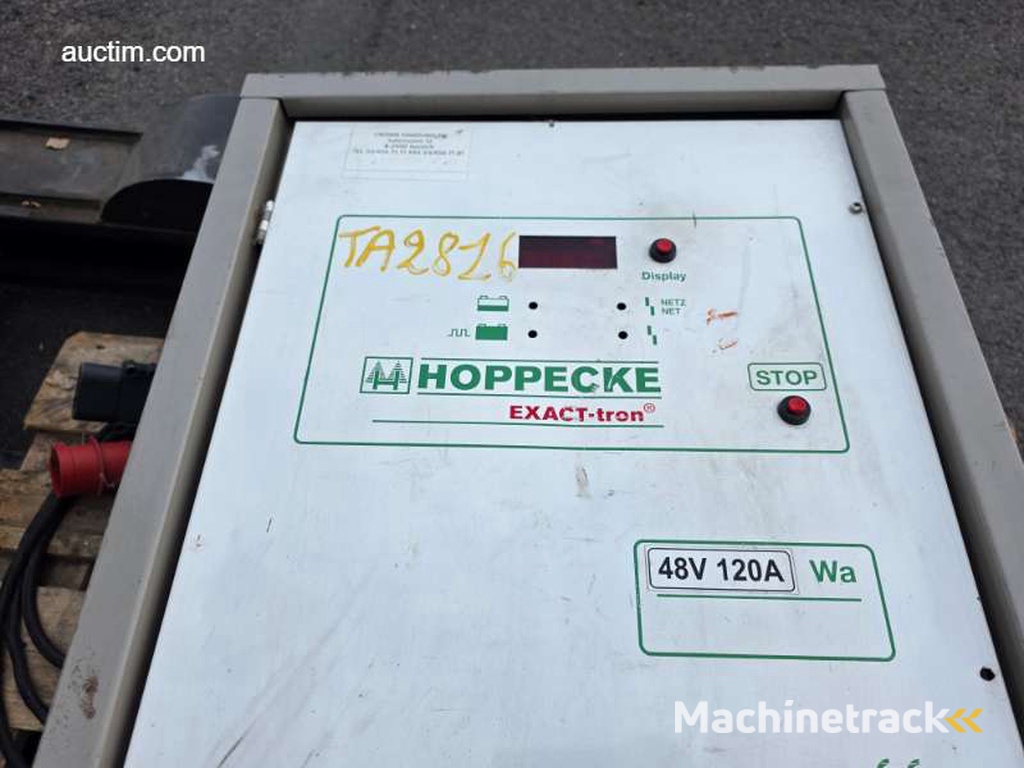 auctim.com
TA2816
Display
NETZ
NET
HOPPECKE
EXACT-tron®
STOP
48V 120A Wa
Machinetrack